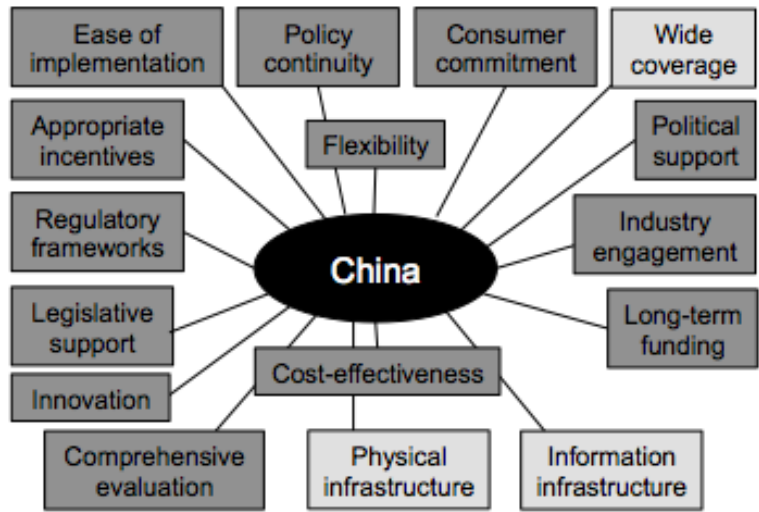 Ease of
implementation
Policy
continuity
Consumer
commitment
Wide
coverage
Appropriate
incentives
Flexibility
Political
support
Regulatory
frameworks
China
Industry
engagement
Legislative
support
Long-term
funding
Cost-effectiveness
Innovation
Comprehensive
evaluation
Physical
infrastructure
Information
infrastructure